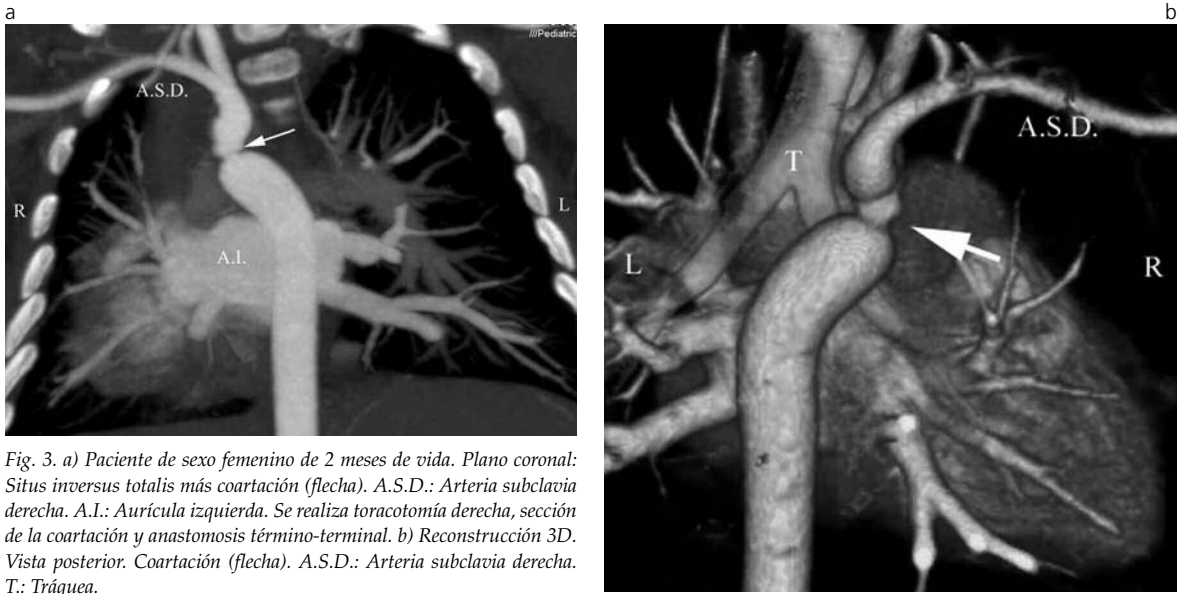 a
b
///Pediatric
A.S.D.
R
L
A.I.
A.S.D.
T
L
R
Fig. 3. a) Paciente de sexo femenino de 2 meses de vida. Plano coronal:
Situs inversus totalis más coartación (flecha). A.S.D.: Arteria subclavia
derecha. A.I.: Aurícula izquierda. Se realiza toracotomía derecha, sección
de la coartación y anastomosis término-terminal. b) Reconstrucción 3D.
Vista posterior. Coartación (flecha). A.S.D.: Arteria subclavia derecha.
T.: Tráquea.